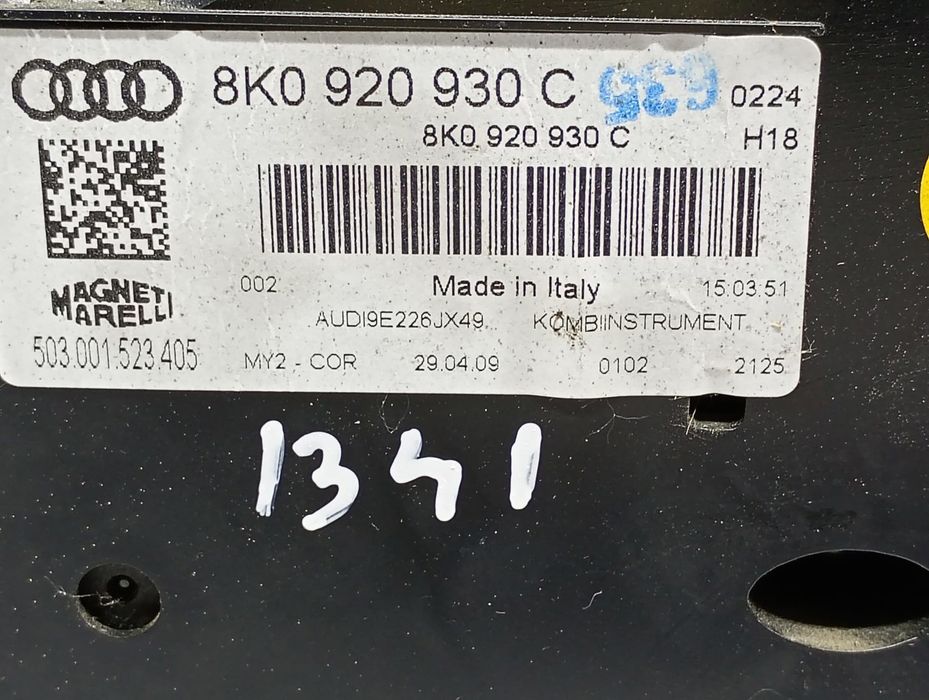 8K0 920 930 C 635 0224
8K0 920 930 C H18
002 Made in Italy 15:03:51
MAGNETI
MARELLI
AUDI9E226JX49 KOMBIINSTRUMENT
503.001.523.405 MY2 - COR 29.04.09 0102 2125
1341